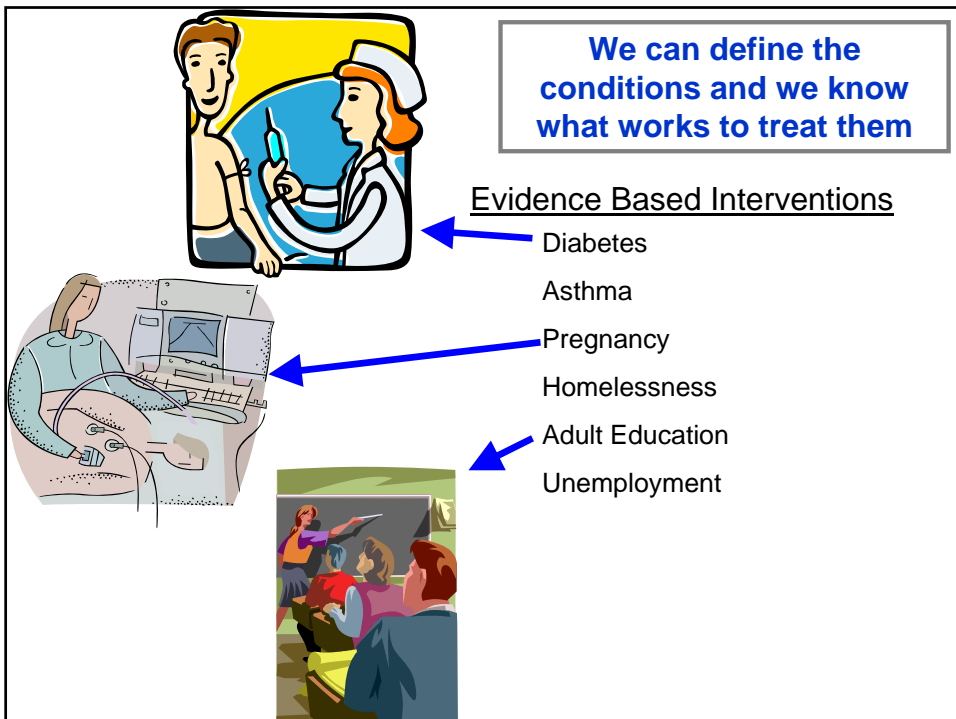 We can define the
conditions and we know
what works to treat them
Evidence Based Interventions
Diabetes
Asthma
Pregnancy
Homelessness
Adult Education
Unemployment